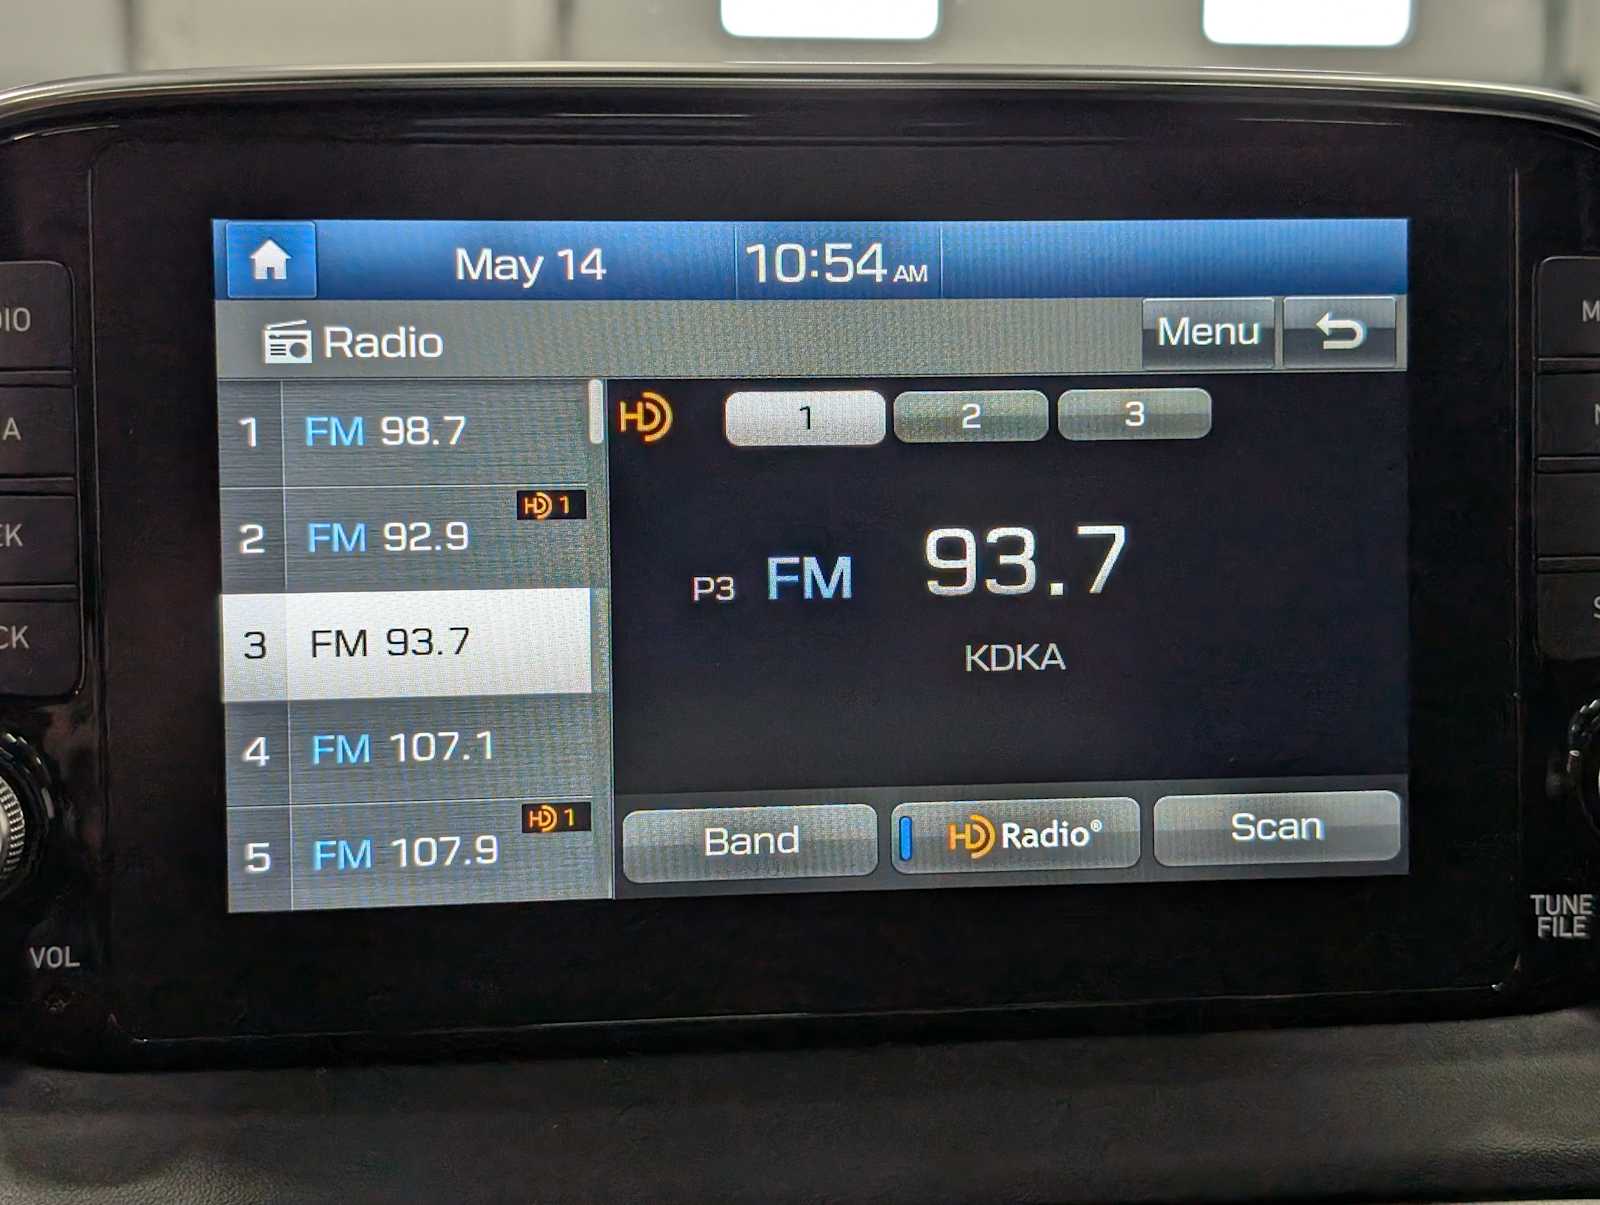 May 14 10:54 AM
Radio Menu
1 FM 98.7
2 FM 92.9 HD 1
3 FM 93.7
4 FM 107.1
5 FM 107.9 HD 1
HD 1 2 3
P3 FM 93.7
KDKA
Band HD Radio® Scan
VOL
TUNE
FILE